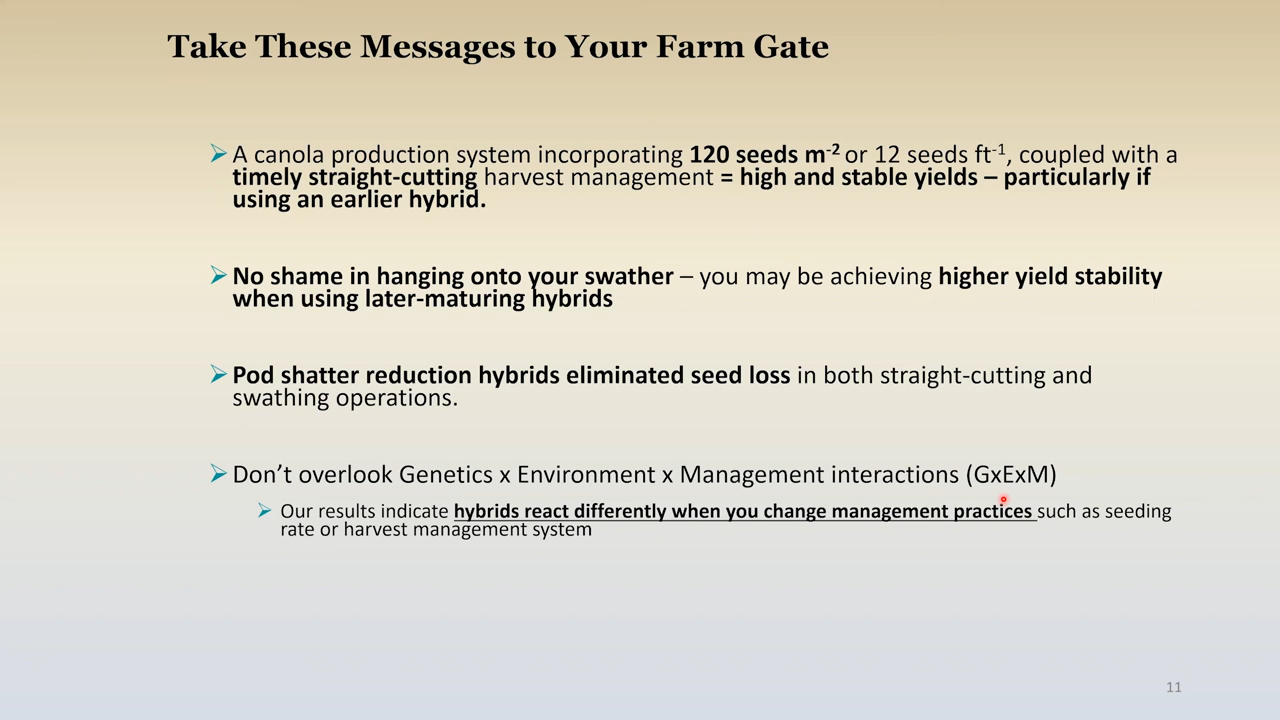 Take These Messages to Your Farm Gate
A canola production system incorporating 120 seeds m-2 or 12 seeds ft-1, coupled with a
timely straight-cutting harvest management = high and stable yields – particularly if
using an earlier hybrid.
No shame in hanging onto your swather – you may be achieving higher yield stability
when using later-maturing hybrids
Pod shatter reduction hybrids eliminated seed loss in both straight-cutting and
swathing operations.
Don’t overlook Genetics x Environment x Management interactions (GxExM)
Our results indicate hybrids react differently when you change management practices such as seeding
rate or harvest management system
11